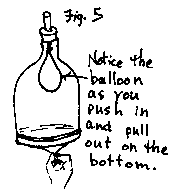 Fig. 5
Notice the
balloon
as you
push in
and pull
out on the
bottom.